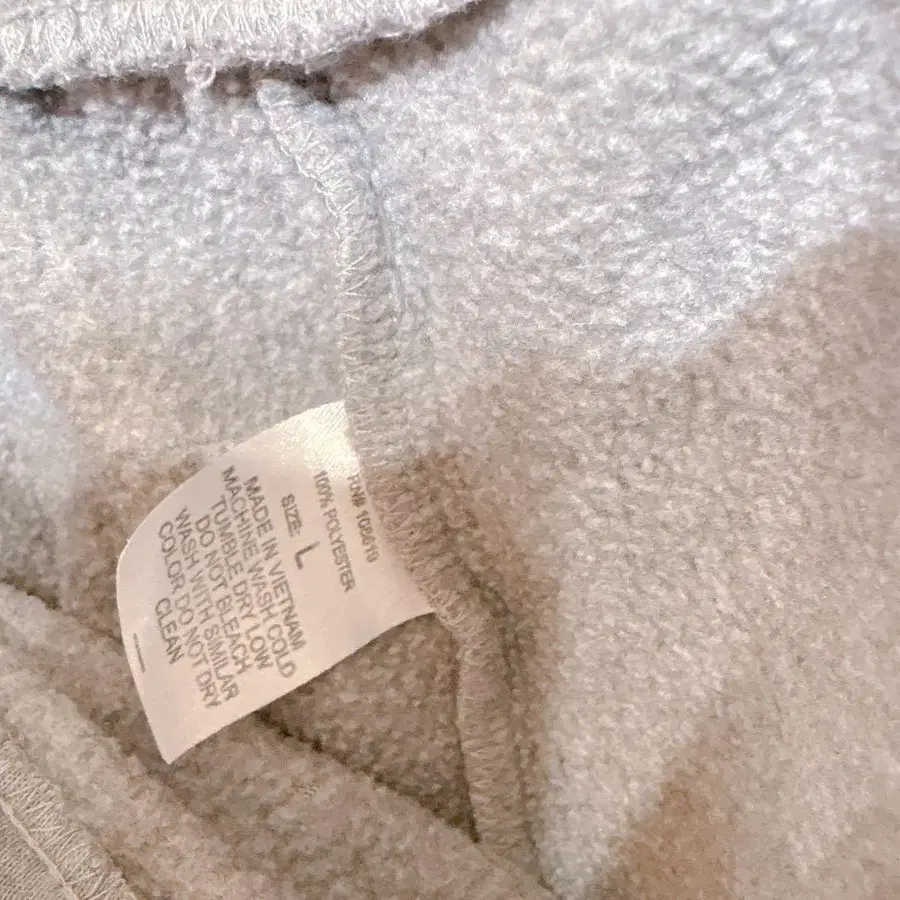 RN# 108619
100% POLYESTER
SIZE: L
MADE IN VIETNAM
MACHINE WASH COLD
TUMBLE DRY LOW
DO NOT BLEACH
WASH WITH SIMILAR
COLOR DO NOT DRY
CLEAN